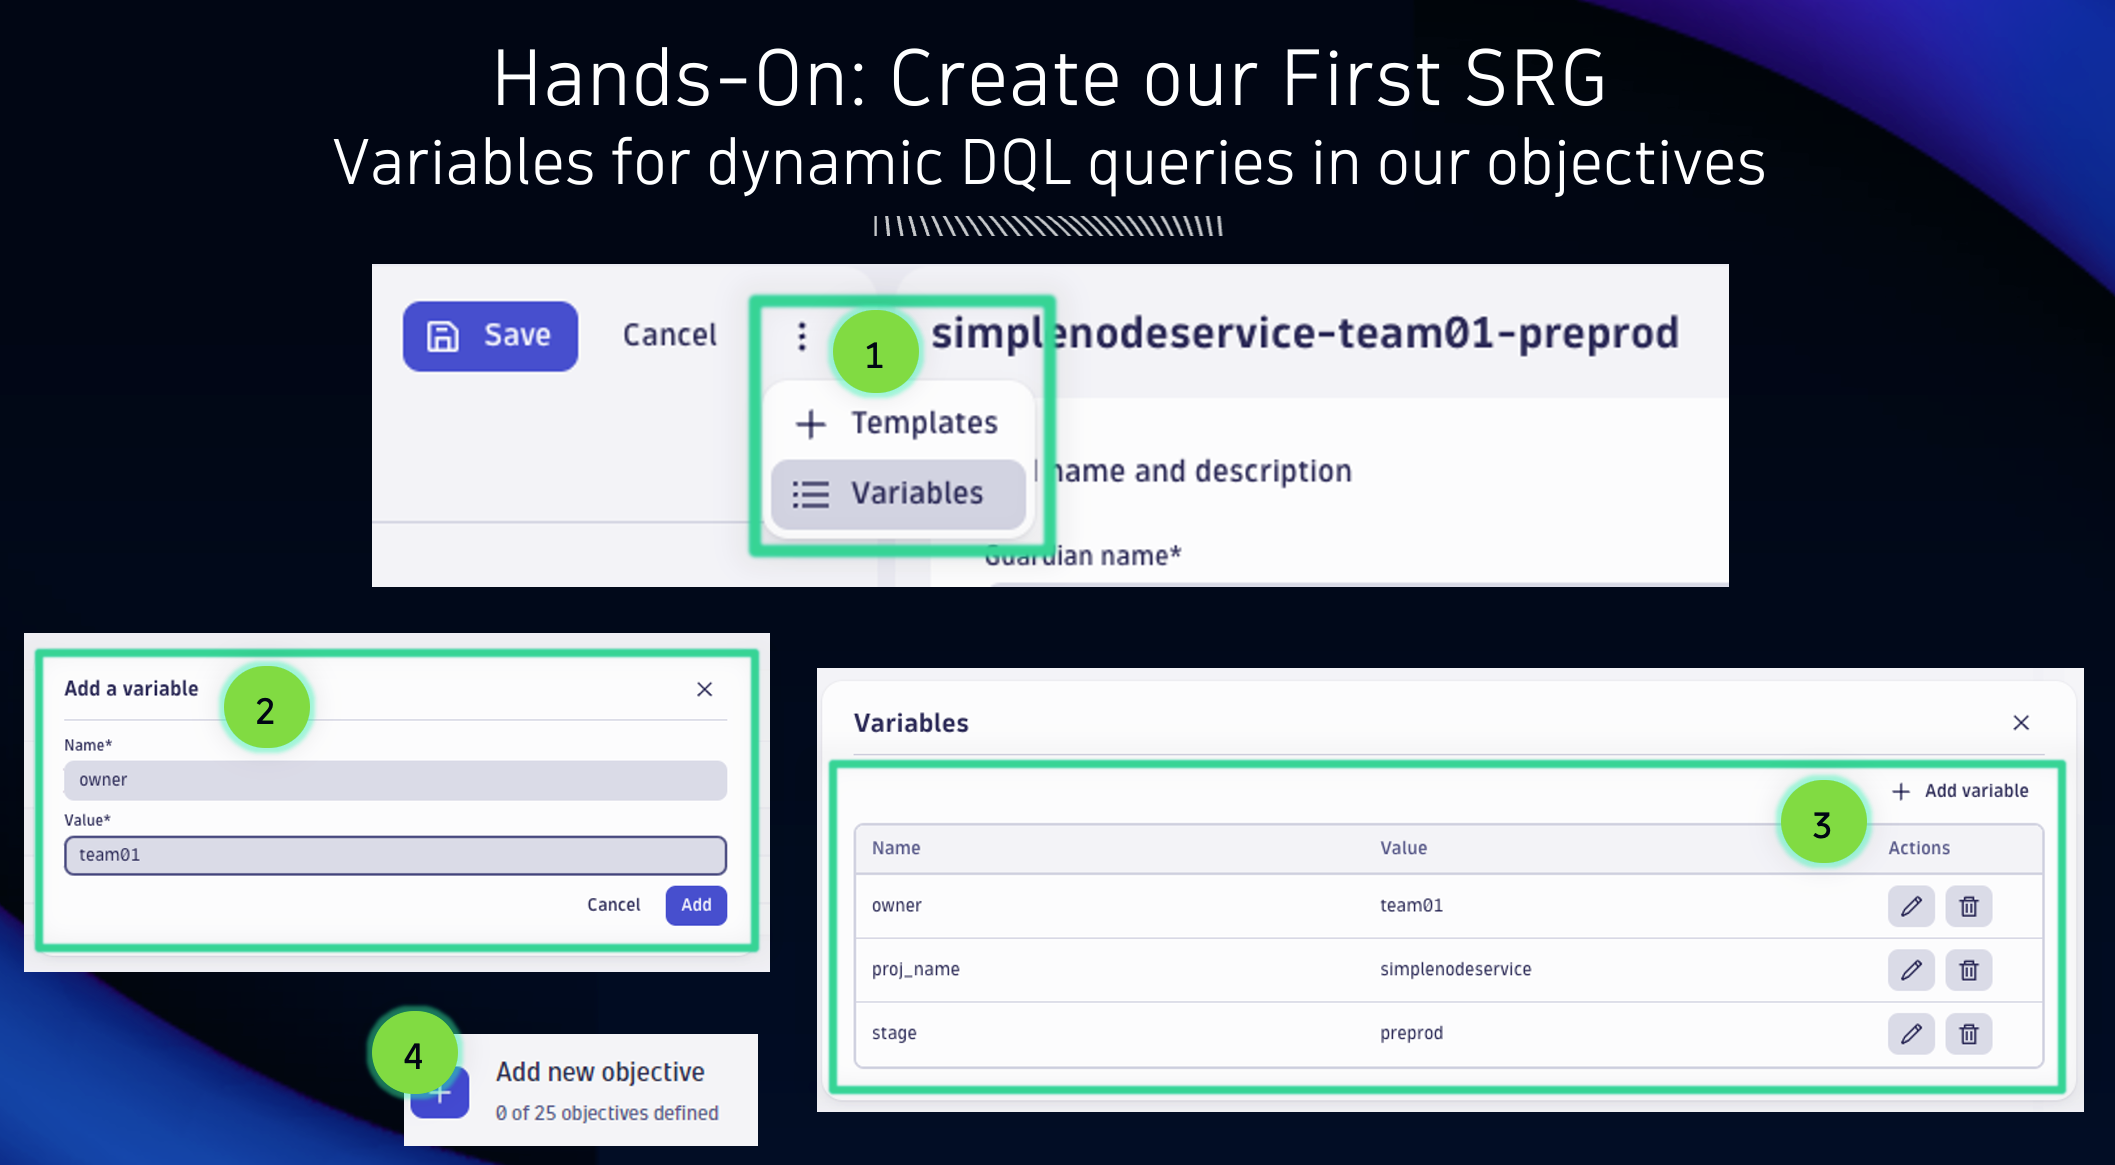 Hands-On: Create our First SRG
Variables for dynamic DQL queries in our objectives
Save
Cancel
1
simplenodeservice-team01-preprod
Templates
Variables
name and description
Guardian name*
Add a variable
2
Name*
owner
Value*
team01
Cancel
Add
Variables
Add variable
3
Name Value Actions
owner team01
proj_name simplenodeservice
stage preprod
4
Add new objective
0 of 25 objectives defined